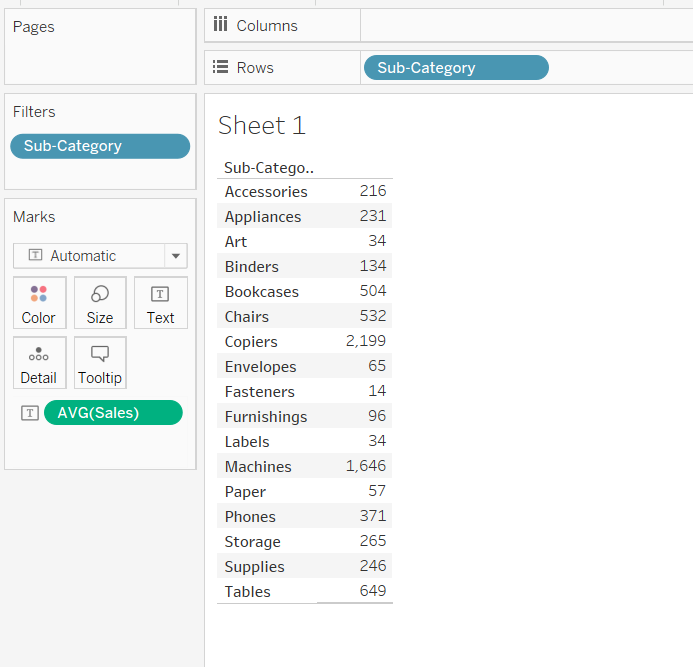 Pages
Columns
Rows
Sub-Category
Filters
Sub-Category
Marks
Automatic
Color
Size
Text
Detail
Tooltip
AVG(Sales)
Sheet 1
Sub-Catego..
Accessories 216
Appliances 231
Art 34
Binders 134
Bookcases 504
Chairs 532
Copiers 2,199
Envelopes 65
Fasteners 14
Furnishings 96
Labels 34
Machines 1,646
Paper 57
Phones 371
Storage 265
Supplies 246
Tables 649